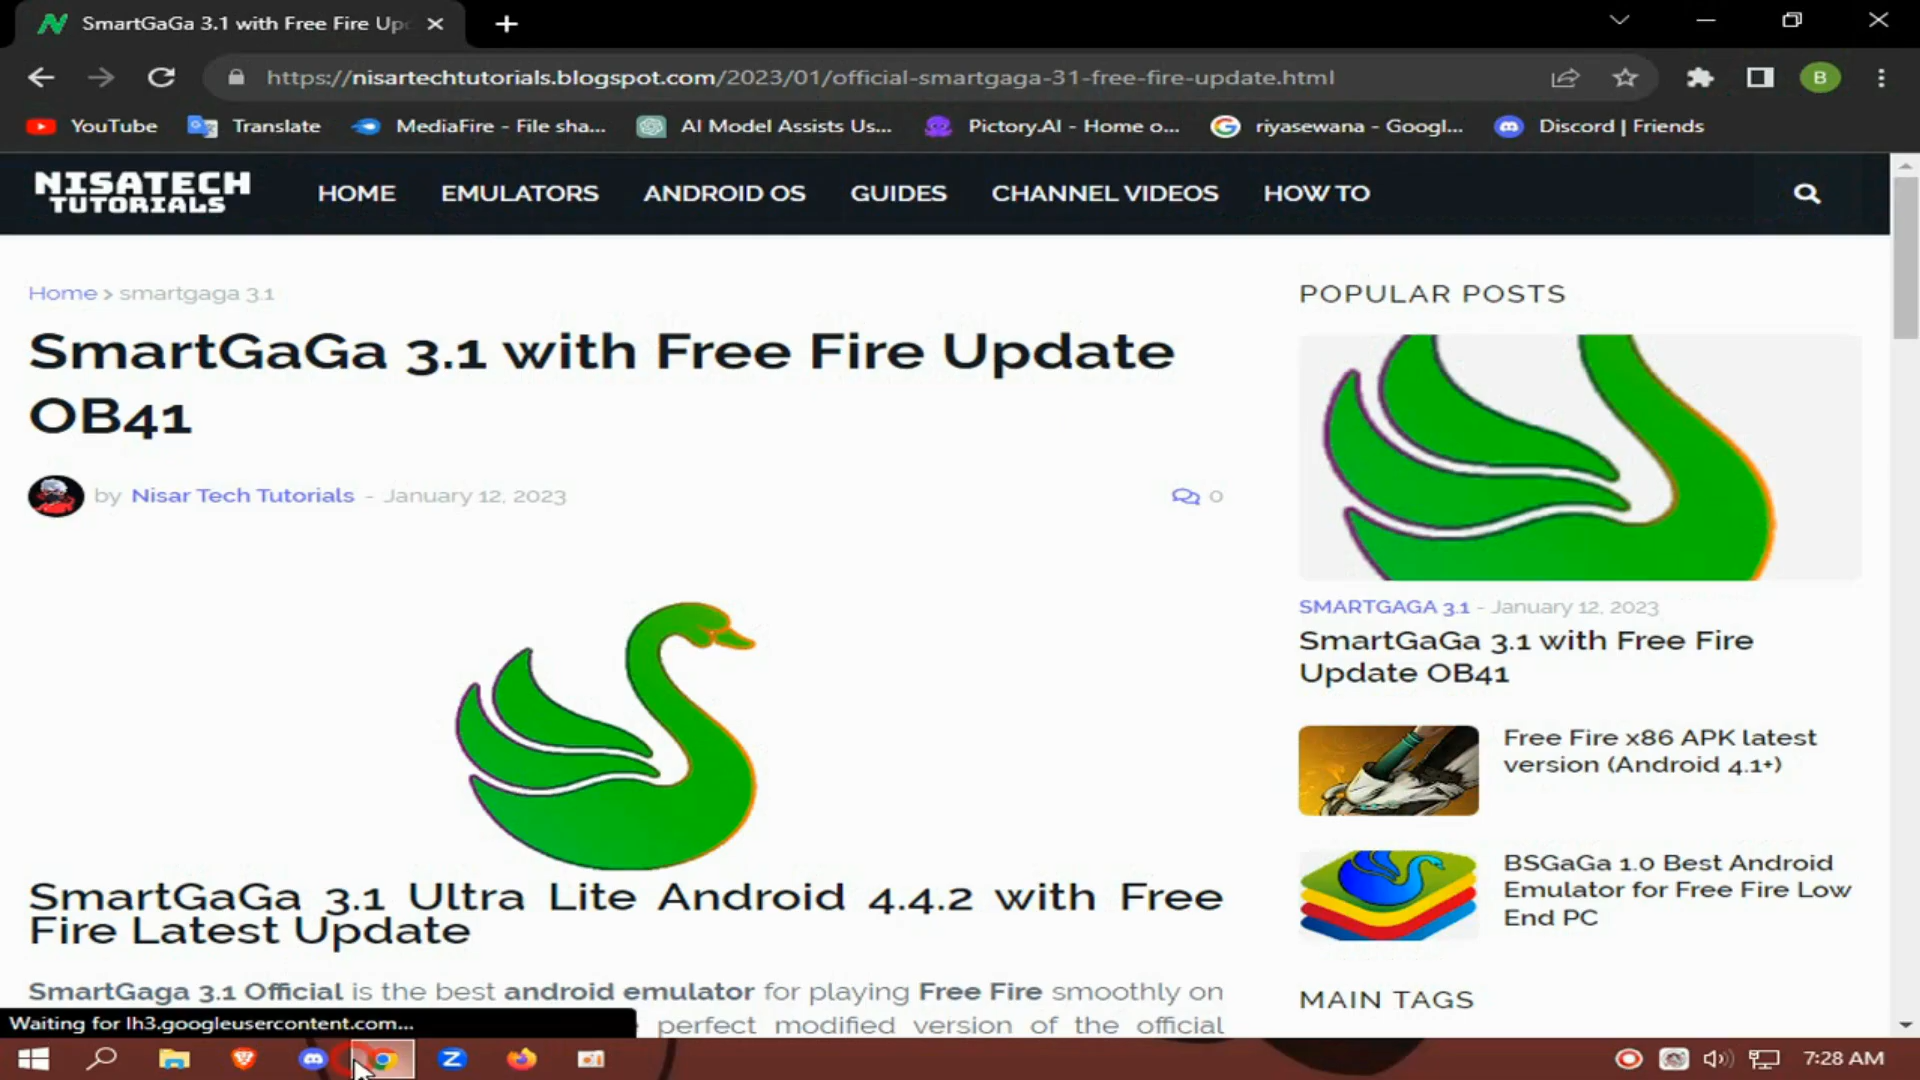 SmartGaGa 3.1 with Free Fire Up
https://nisartechtutorials.blogspot.com/2023/01/official-smartgaga-31-free-fire-update.html
B
YouTube
Translate
MediaFire - File sha...
AI Model Assists Us...
Pictory.AI - Home o...
riyasewana - Googl...
Discord | Friends
NISATECH
TUTORIALS
HOME
EMULATORS
ANDROID OS
GUIDES
CHANNEL VIDEOS
HOW TO
Home > smartgaga 3.1
SmartGaGa 3.1 with Free Fire Update
OB41
by Nisar Tech Tutorials - January 12, 2023
0
SmartGaGa 3.1 Ultra Lite Android 4.4.2 with Free
Fire Latest Update
SmartGaga 3.1 Official is the best android emulator for playing Free Fire smoothly on
perfect modified version of the official
POPULAR POSTS
SMARTGAGA 3.1 - January 12, 2023
SmartGaGa 3.1 with Free Fire
Update OB41
Free Fire x86 APK latest
version (Android 4.1+)
BSGaGa 1.0 Best Android
Emulator for Free Fire Low
End PC
MAIN TAGS
Waiting for lh3.googleusercontent.com...
Z
7:28 AM